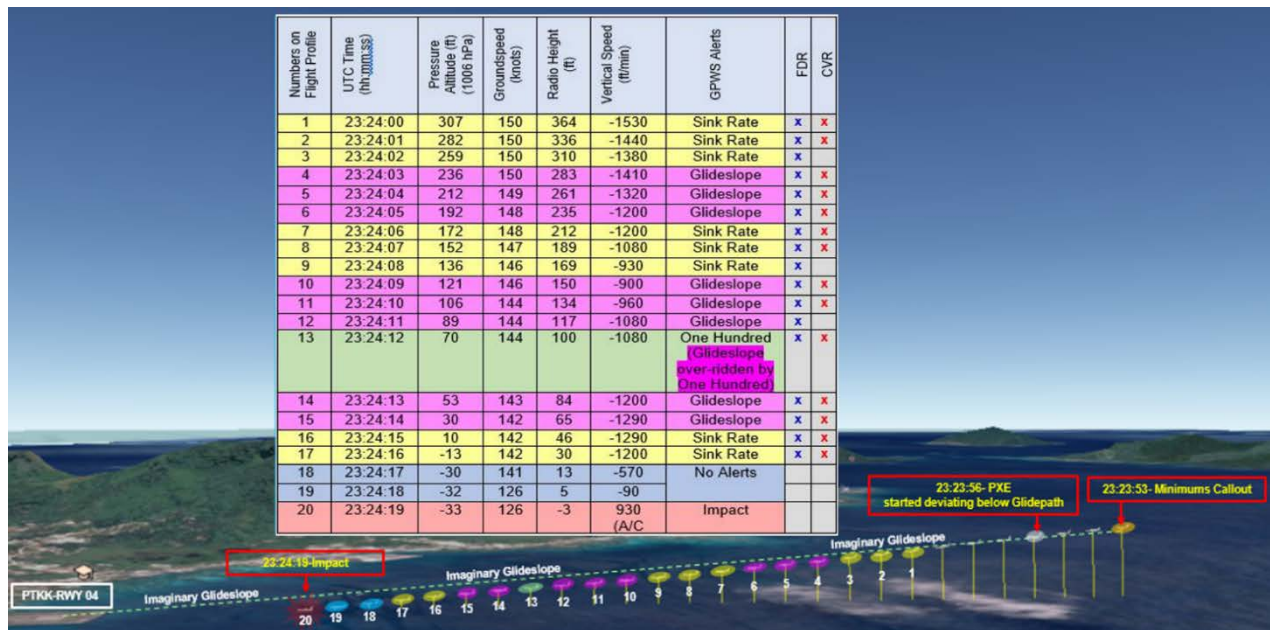 Numbers on Flight Profile | UTC Time (hh:mm:ss) | Pressure Altitude (ft) (1006 hPa) | Groundspeed (knots) | Radio Height (ft) | Vertical Speed (ft/min) | GPWS Alerts | FDR | CVR
1 23:24:00 307 150 364 -1530 Sink Rate x x
2 23:24:01 282 150 336 -1440 Sink Rate x x
3 23:24:02 259 150 310 -1380 Sink Rate x
4 23:24:03 236 150 283 -1410 Glideslope x x
5 23:24:04 212 149 261 -1320 Glideslope x x
6 23:24:05 192 148 235 -1200 Glideslope x x
7 23:24:06 172 148 212 -1200 Sink Rate x x
8 23:24:07 152 147 189 -1080 Sink Rate x x
9 23:24:08 136 146 169 -930 Sink Rate x
10 23:24:09 121 146 150 -900 Glideslope x x
11 23:24:10 106 144 134 -960 Glideslope x x
12 23:24:11 89 144 117 -1080 Glideslope x
13 23:24:12 70 144 100 -1080 One Hundred x x
(Glideslope
over-ridden by
One Hundred)
14 23:24:13 53 143 84 -1200 Glideslope x x
15 23:24:14 30 142 65 -1290 Glideslope x x
16 23:24:15 10 142 46 -1290 Sink Rate x x
17 23:24:16 -13 142 30 -1200 Sink Rate x x
18 23:24:17 -30 141 13 -570 No Alerts
19 23:24:18 -32 126 5 -90
20 23:24:19 -33 126 -3 930 Impact
(A/C
23:23:56- PXE
started deviating below Glidepath
23:23:53- Minimums Callout
Imaginary Glideslope
23:24:19-Impact
Imaginary Glideslope
PTKK-RWY 04
Imaginary Glideslope
20 19 18 17 16 15 14 13 12 11 10 9 8 7 6 5 4 3 2 1